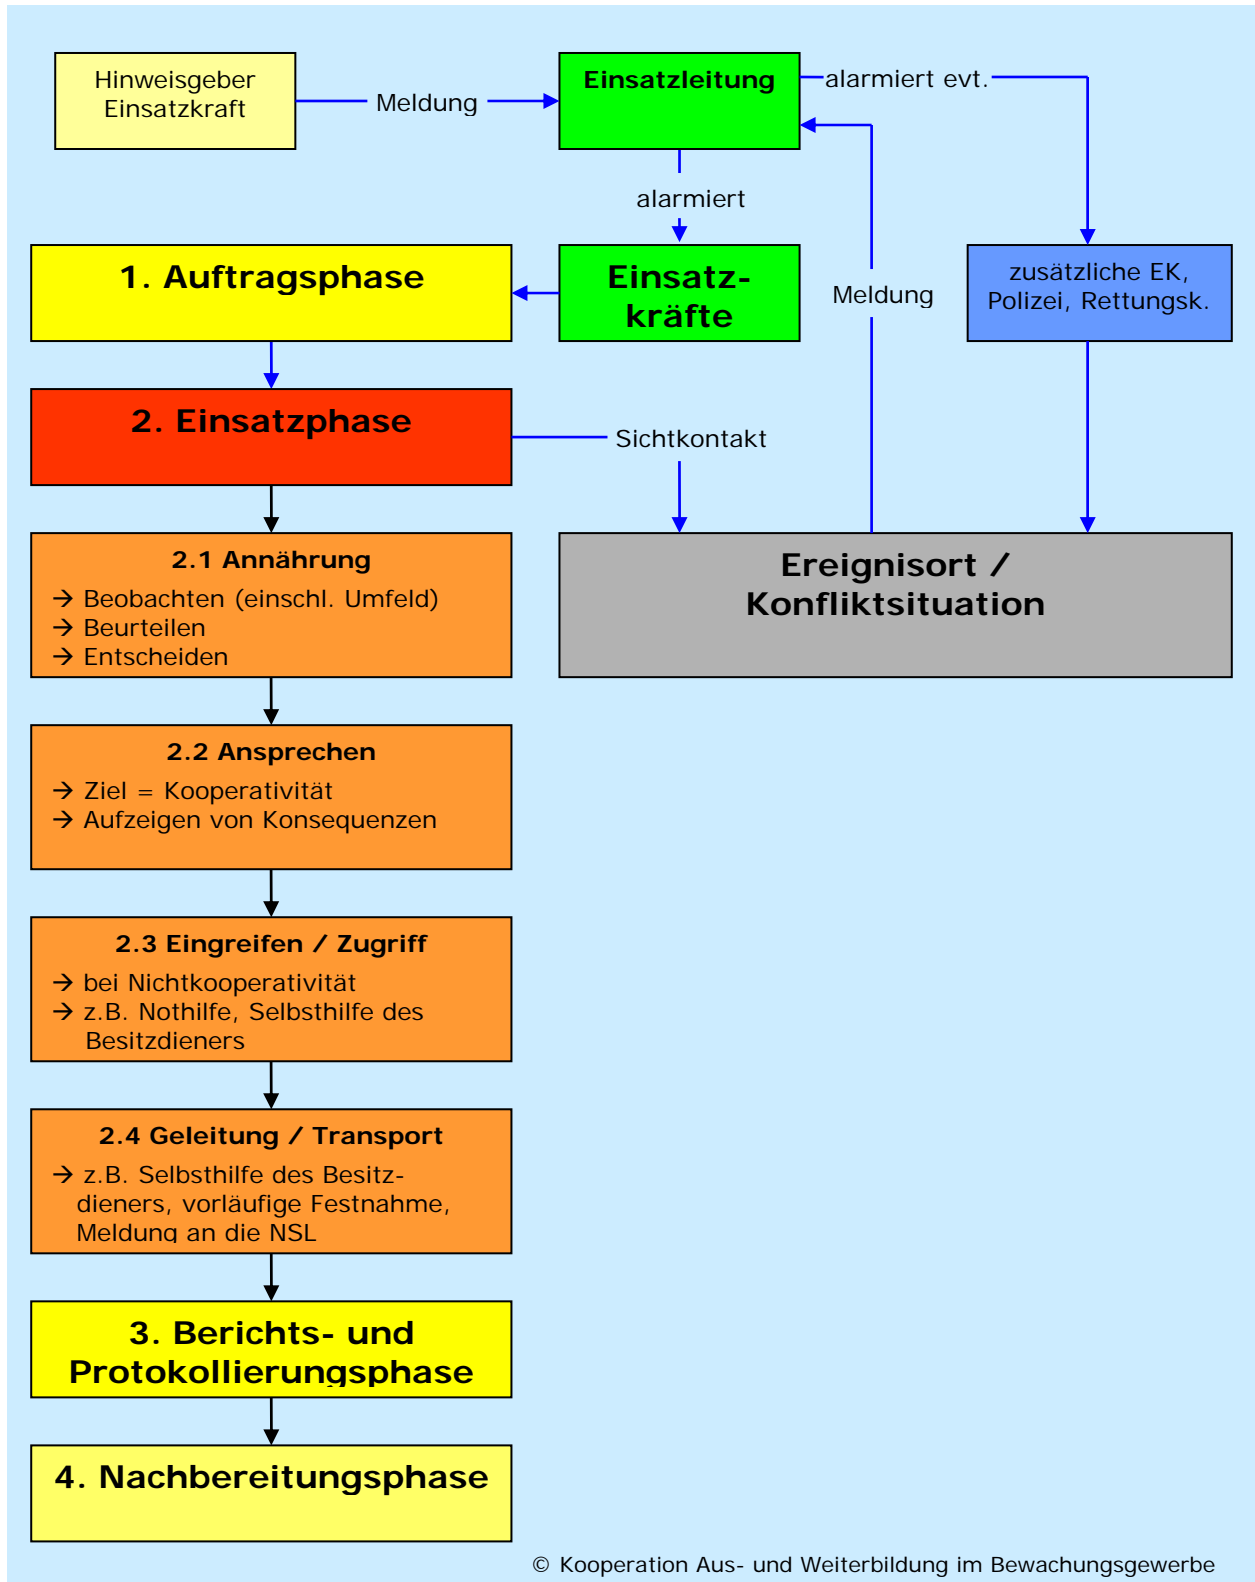 Hinweisgeber
Einsatzkraft
Meldung
Einsatzleitung
alarmiert evt.
alarmiert
1. Auftragsphase
Einsatz-
kräfte
Meldung
zusätzliche EK,
Polizei, Rettungsk.
2. Einsatzphase
Sichtkontakt
Ereignisort /
Konfliktsituation
2.1 Annährung
→ Beobachten (einschl. Umfeld)
→ Beurteilen
→ Entscheiden
2.2 Ansprechen
→ Ziel = Kooperativität
→ Aufzeigen von Konsequenzen
2.3 Eingreifen / Zugriff
→ bei Nichtkooperativität
→ z.B. Nothilfe, Selbsthilfe des
Besitzdieners
2.4 Geleitung / Transport
→ z.B. Selbsthilfe des Besitz-
dieners, vorläufige Festnahme,
Meldung an die NSL
3. Berichts- und
Protokollierungsphase
4. Nachbereitungsphase
© Kooperation Aus- und Weiterbildung im Bewachungsgewerbe